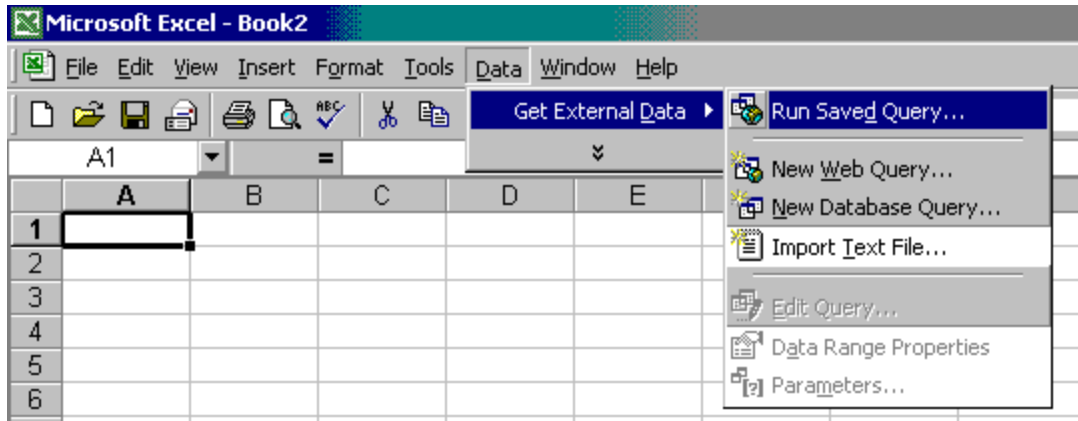 Microsoft Excel - Book2
File Edit View Insert Format Tools Data Window Help
ABC Get External Data Run Saved Query...
A1 =
New Web Query...
A B C D E New Database Query...
1
Import Text File...
2
3 Edit Query...
4
Data Range Properties
5
Parameters...
6